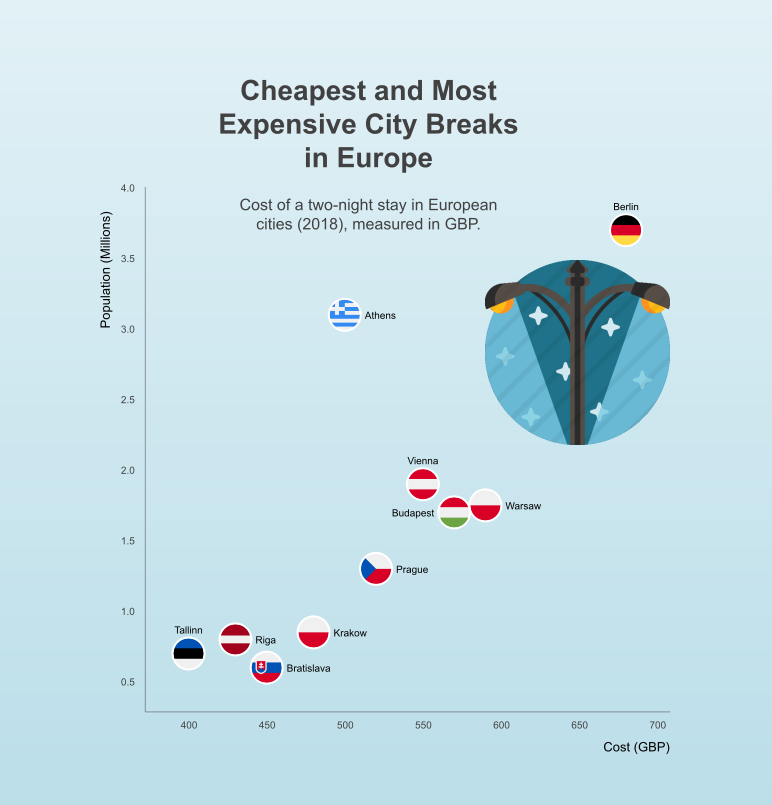 Cheapest and Most
Expensive City Breaks
in Europe
Cost of a two-night stay in European
cities (2018), measured in GBP.
Population (Millions)
4.0
3.5
3.0
2.5
2.0
1.5
1.0
0.5
Berlin
Athens
Vienna
Budapest
Warsaw
Prague
Tallinn
Riga
Krakow
Bratislava
400 450 500 550 600 650 700
Cost (GBP)